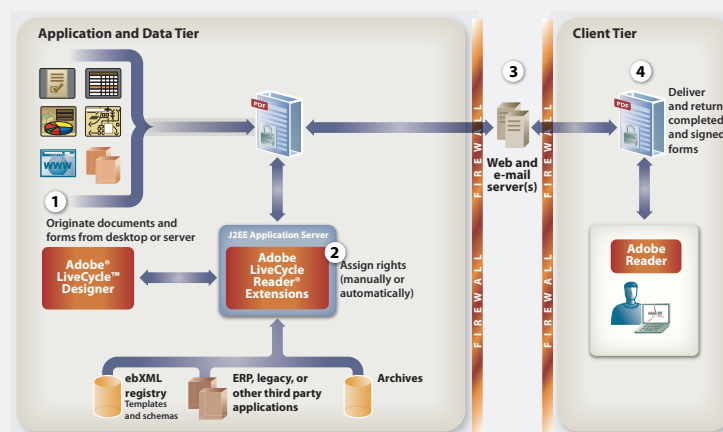 Application and Data Tier
Client Tier
PDF
3
4
PDF
Deliver
and return
completed
and signed
forms
WWW
FIREWALL
FIREWALL
Web and
e-mail
server(s)
1
Originate documents and
forms from desktop or server
J2EE Application Server
2
Adobe®
LiveCycle™
Designer
Adobe
LiveCycle
Reader®
Extensions
Assign rights
(manually or
automatically)
Adobe
Reader
ebXML
registry
Templates
and schemas
ERP, legacy, or
other third party
applications
Archives